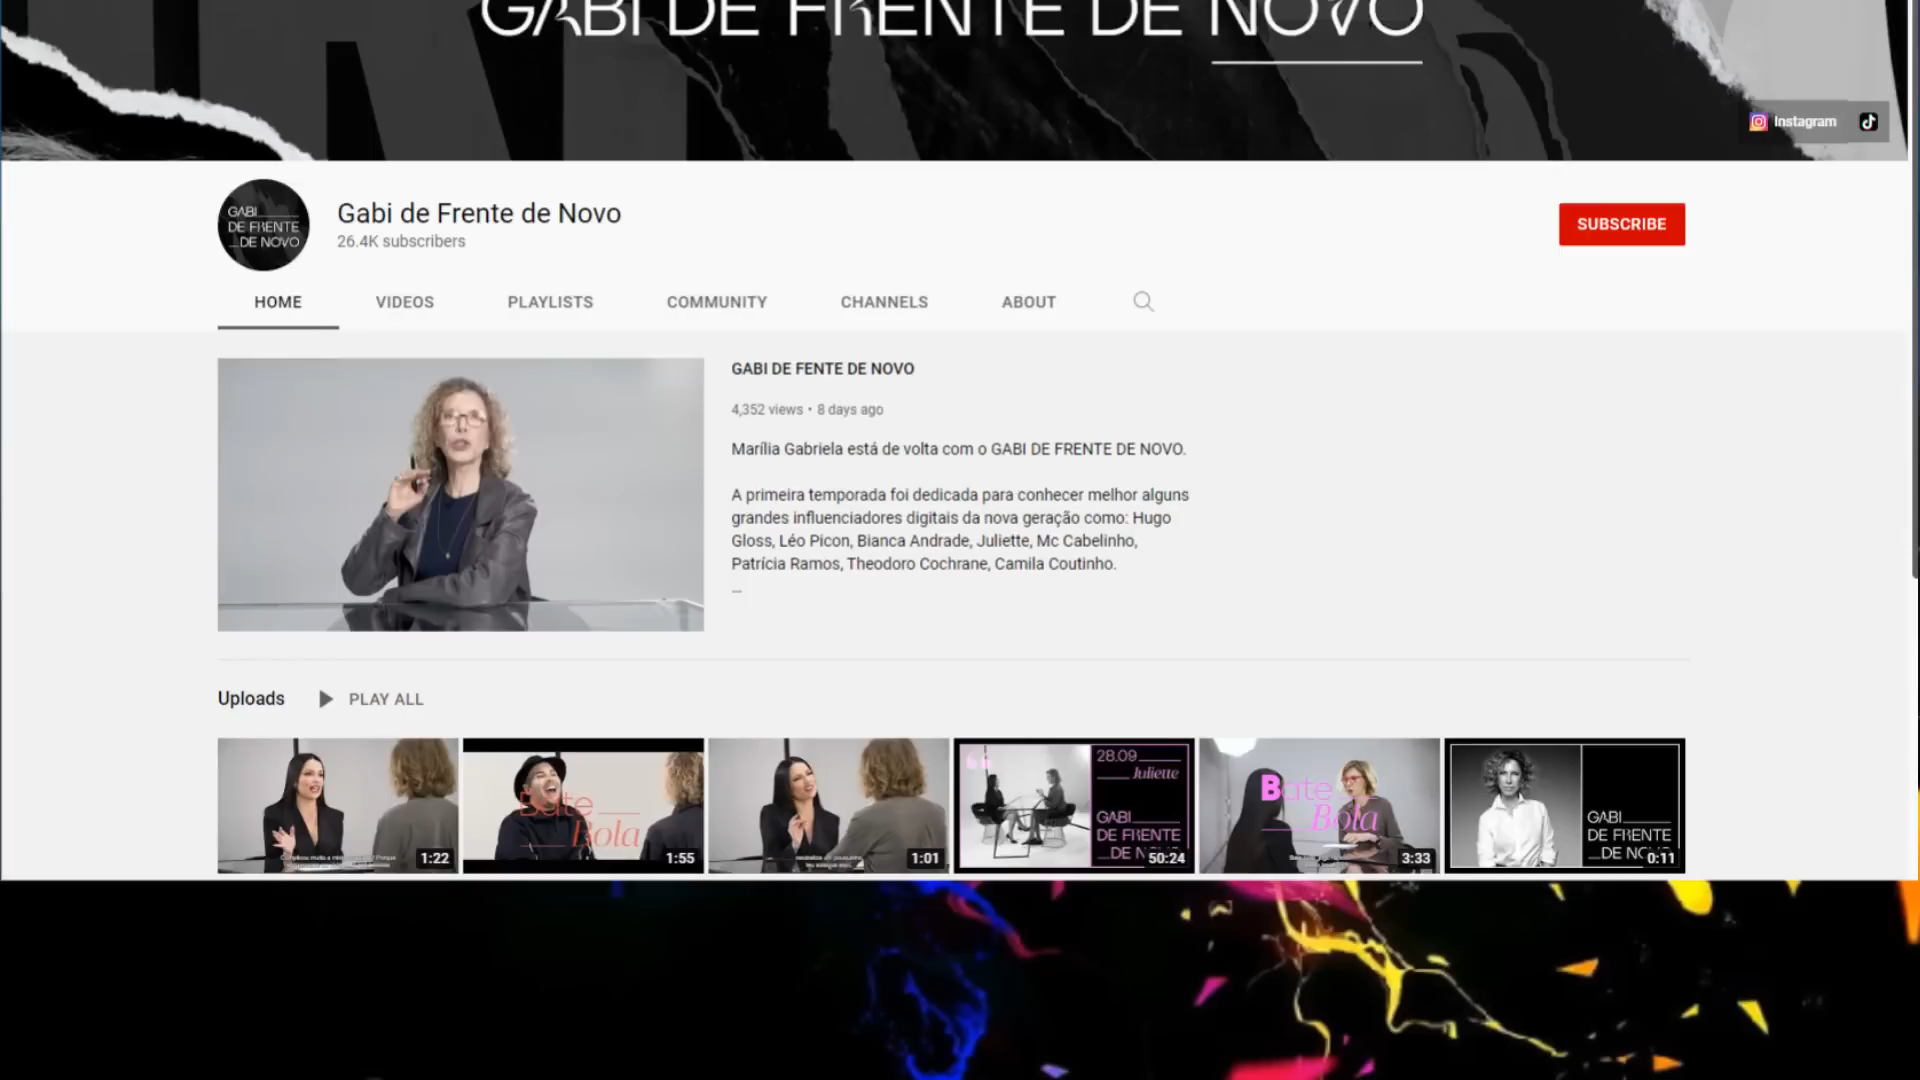 GABI DE FRENTE DE NOVO
Instagram
GABI
DE FRENTE
DE NOVO
Gabi de Frente de Novo
26.4K subscribers
SUBSCRIBE
HOME
VIDEOS
PLAYLISTS
COMMUNITY
CHANNELS
ABOUT
GABI DE FENTE DE NOVO
4,352 views • 8 days ago
Marília Gabriela está de volta com o GABI DE FRENTE DE NOVO.
A primeira temporada foi dedicada para conhecer melhor alguns
grandes influenciadores digitais da nova geração como: Hugo
Gloss, Léo Picon, Bianca Andrade, Juliette, Mc Cabelinho,
Patrícia Ramos, Theodoro Cochrane, Camila Coutinho.
...
Uploads
PLAY ALL
1:22
Bate
Bola
1:55
1:01
28.09
Juliette
GABI
DE FRENTE
DE N
50:24
Bate
Bola
3:33
GABI
DE FRENTE
DE NO
0:11